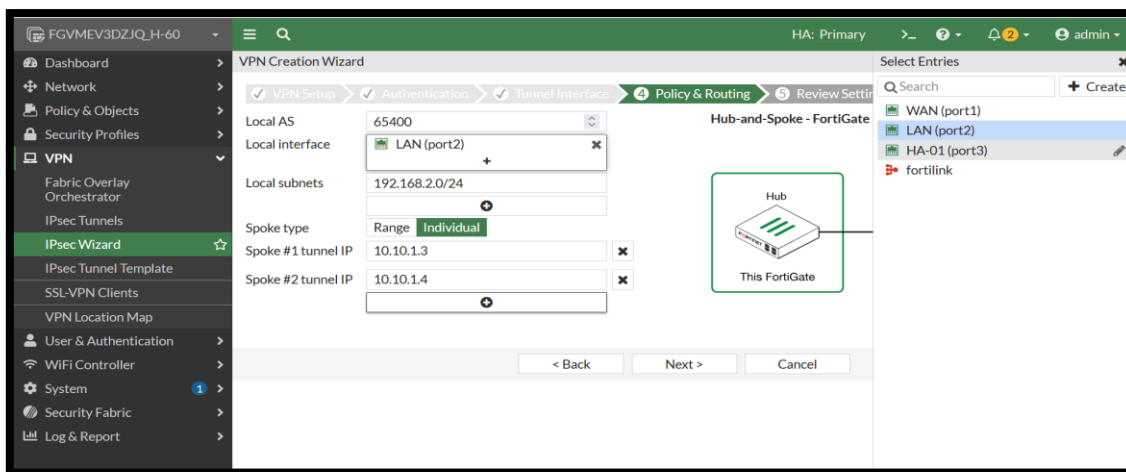 FGVMEV3DZJQ_H-60
HA: Primary
>_
?
2
admin
Dashboard
Network
Policy & Objects
Security Profiles
VPN
Fabric Overlay
Orchestrator
IPsec Tunnels
IPsec Wizard
IPsec Tunnel Template
SSL-VPN Clients
VPN Location Map
User & Authentication
WiFi Controller
System 1
Security Fabric
Log & Report
VPN Creation Wizard
VPN Setup
Authentication
Tunnel Interface
4 Policy & Routing
5 Review Settin
Local AS 65400
Local interface LAN (port2)
+
Local subnets 192.168.2.0/24
Spoke type Range Individual
Spoke #1 tunnel IP 10.10.1.3
Spoke #2 tunnel IP 10.10.1.4
Hub-and-Spoke - FortiGate
Hub
FORTINET
This FortiGate
< Back
Next >
Cancel
Select Entries
Search
+ Create
WAN (port1)
LAN (port2)
HA-01 (port3)
fortilink